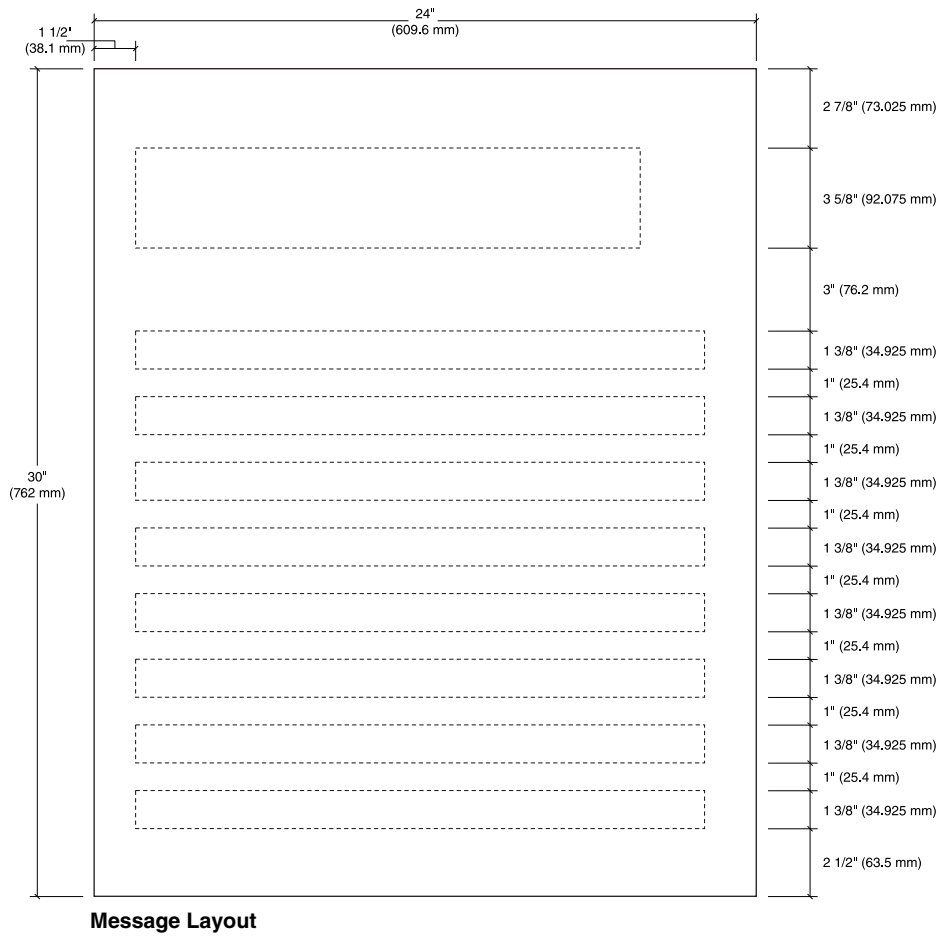 24"
(609.6 mm)
1 1/2"
(38.1 mm)
2 7/8" (73.025 mm)
3 5/8" (92.075 mm)
3" (76.2 mm)
1 3/8" (34.925 mm)
1" (25.4 mm)
1 3/8" (34.925 mm)
1" (25.4 mm)
1 3/8" (34.925 mm)
1" (25.4 mm)
1 3/8" (34.925 mm)
1" (25.4 mm)
1 3/8" (34.925 mm)
1" (25.4 mm)
1 3/8" (34.925 mm)
1" (25.4 mm)
1 3/8" (34.925 mm)
1" (25.4 mm)
1 3/8" (34.925 mm)
2 1/2" (63.5 mm)
30"
(762 mm)
Message Layout